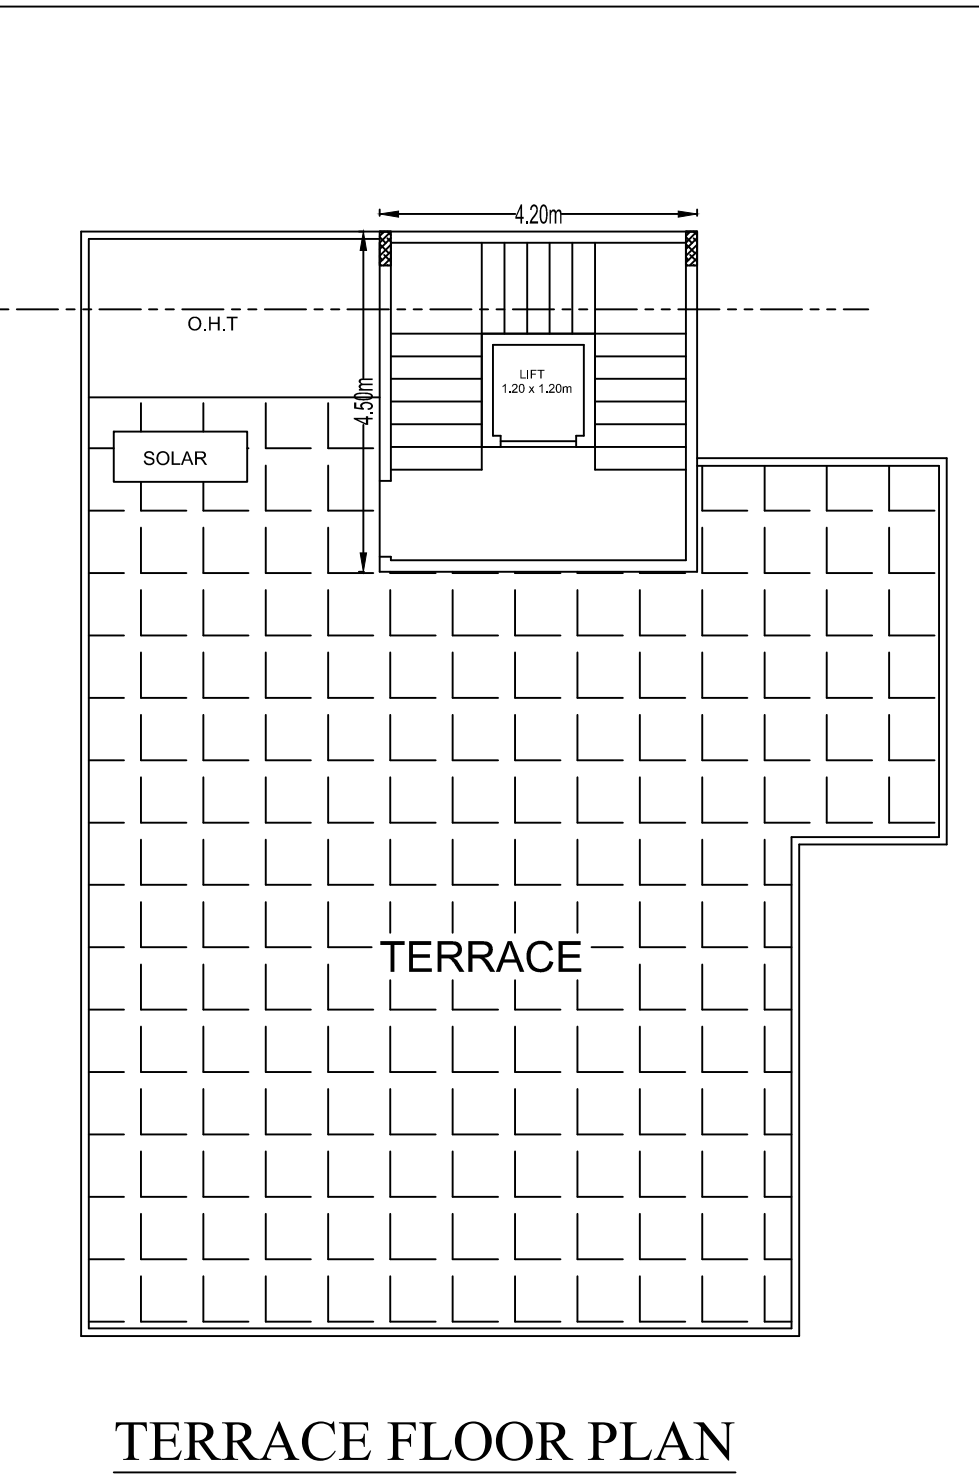 4.20m
O.H.T
LIFT
1.20 x 1.20m
4.50m
SOLAR
TERRACE
TERRACE FLOOR PLAN